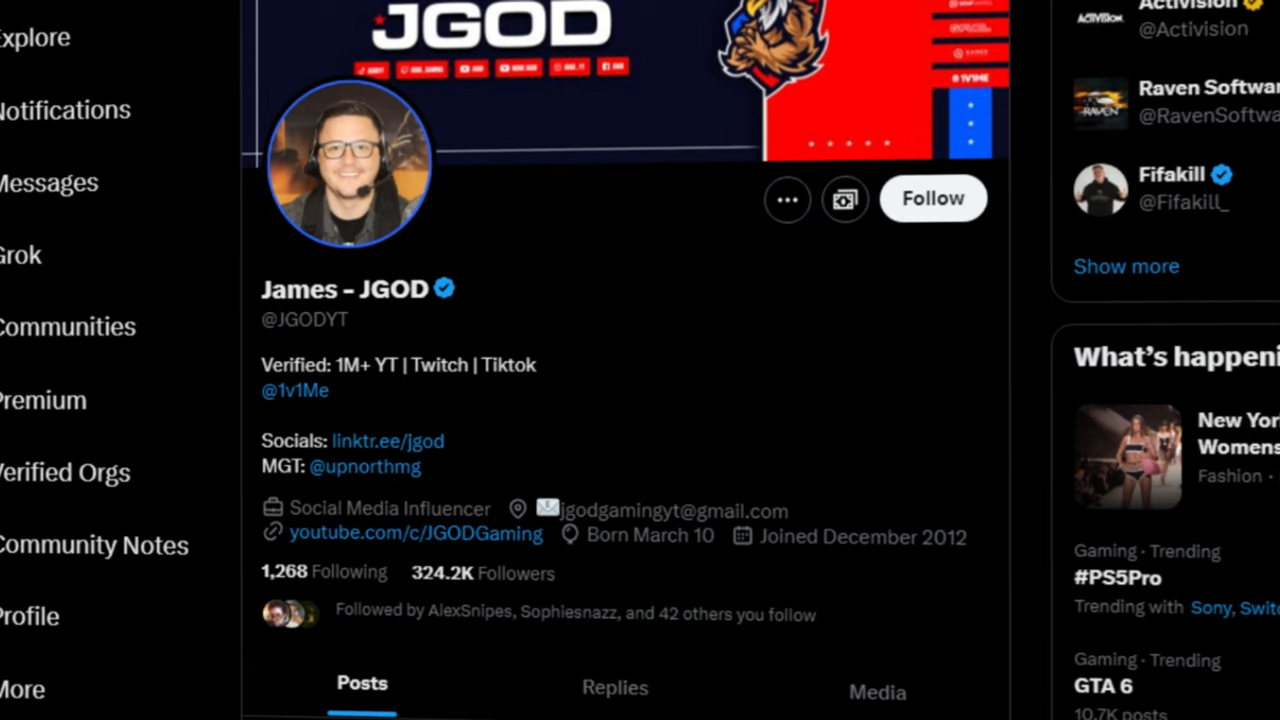 JGOD
Explore
Notifications
Messages
Grok
Communities
Premium
Verified Orgs
Community Notes
Profile
More
Follow
James - JGOD
@JGODYT
Verified: 1M+ YT | Twitch | Tiktok
@1v1Me
Socials: linktr.ee/jgod
MGT: @upnorthmg
Social Media Influencer jgodgamingyt@gmail.com
youtube.com/c/JGODGaming Born March 10 Joined December 2012
1,268 Following 324.2K Followers
Followed by AlexSnipes, Sophiesnazz, and 42 others you follow
Posts Replies Media
Activision
@Activision
Raven Softwar
@RavenSoftwa
Fifakill
@Fifakill_
Show more
What's happeni
New Yor
Womens
Fashion ·
Gaming · Trending
#PS5Pro
Trending with Sony, Switc
Gaming · Trending
GTA 6
10.7K posts